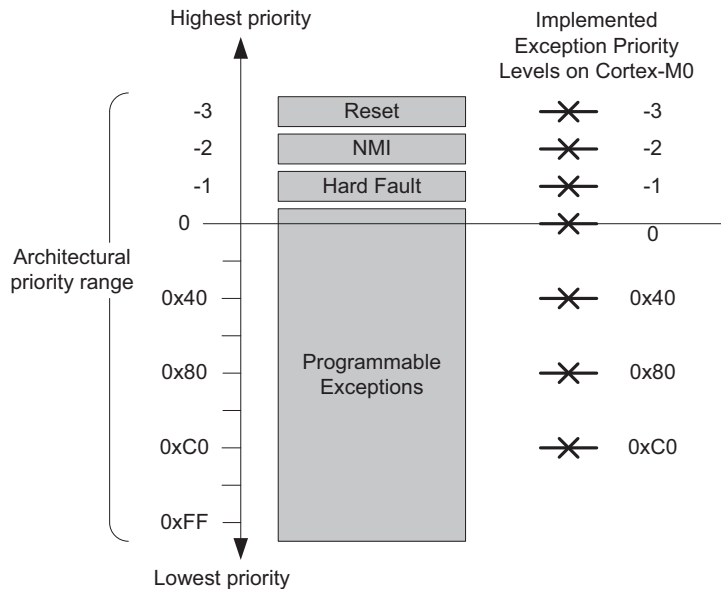 Highest priority
Implemented
Exception Priority
Levels on Cortex-M0
-3
Reset
-3
-2
NMI
-2
-1
Hard Fault
-1
0
0
Architectural
priority range
0x40
0x40
Programmable
Exceptions
0x80
0x80
0xC0
0xC0
0xFF
Lowest priority